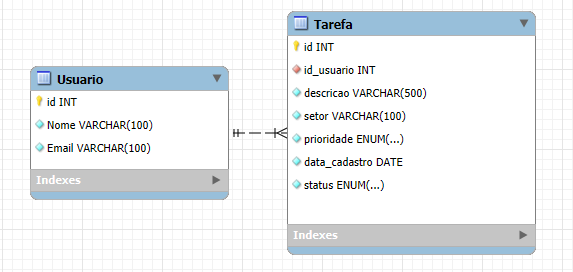 Usuario
id INT
Nome VARCHAR(100)
Email VARCHAR(100)
Indexes
Tarefa
id INT
id_usuario INT
descricao VARCHAR(500)
setor VARCHAR(100)
prioridade ENUM(...)
data_cadastro DATE
status ENUM(...)
Indexes